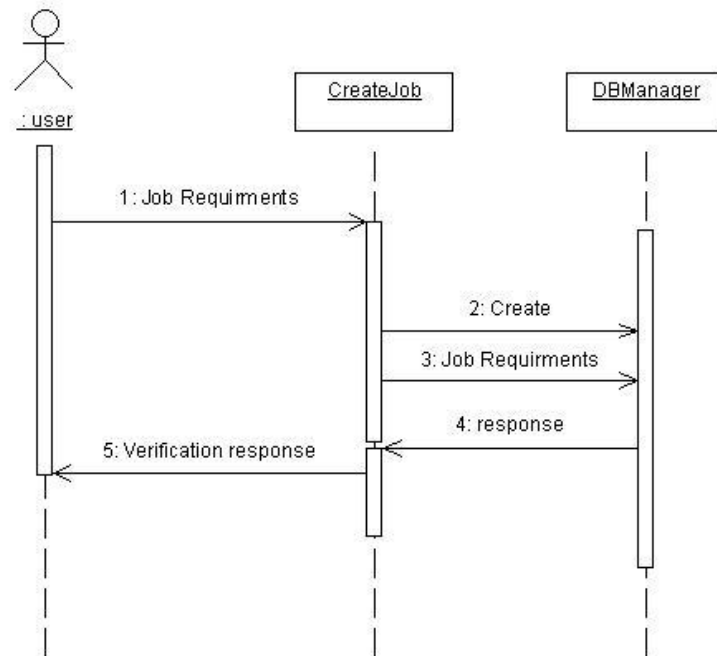 : user
CreateJob
DBManager
1: Job Requirments
2: Create
3: Job Requirments
4: response
5: Verification response